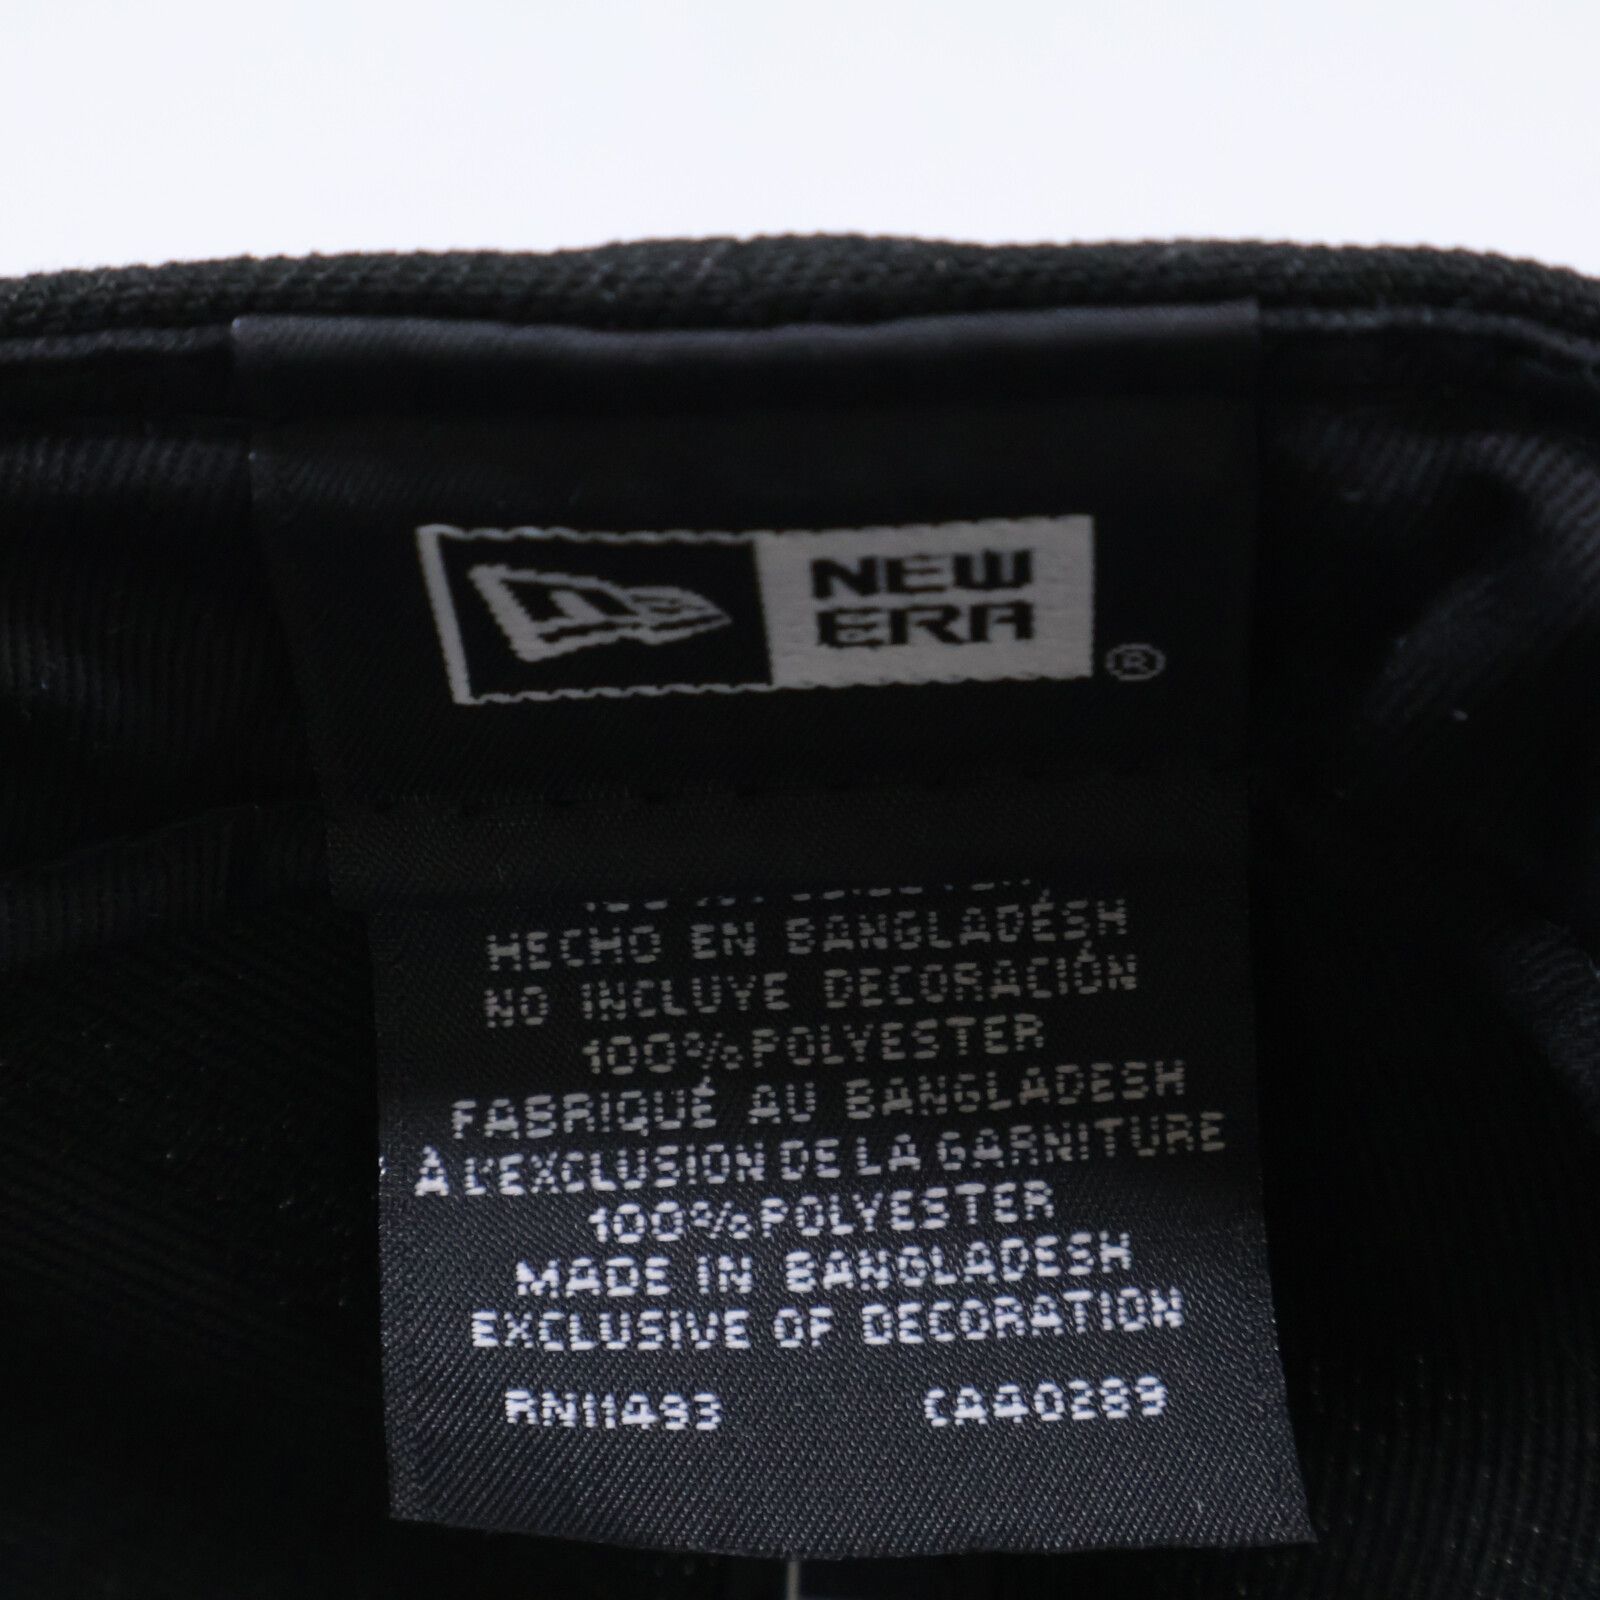 NEW
ERA
®
HECHO EN BANGLADÉSH
NO INCLUYE DECORACIÓN
100% POLYESTER
FABRIQUÉ AU BANGLADESH
À L'EXCLUSION DE LA GARNITURE
100% POLYESTER
MADE IN BANGLADESH
EXCLUSIVE OF DECORATION
RN11493 CA40289